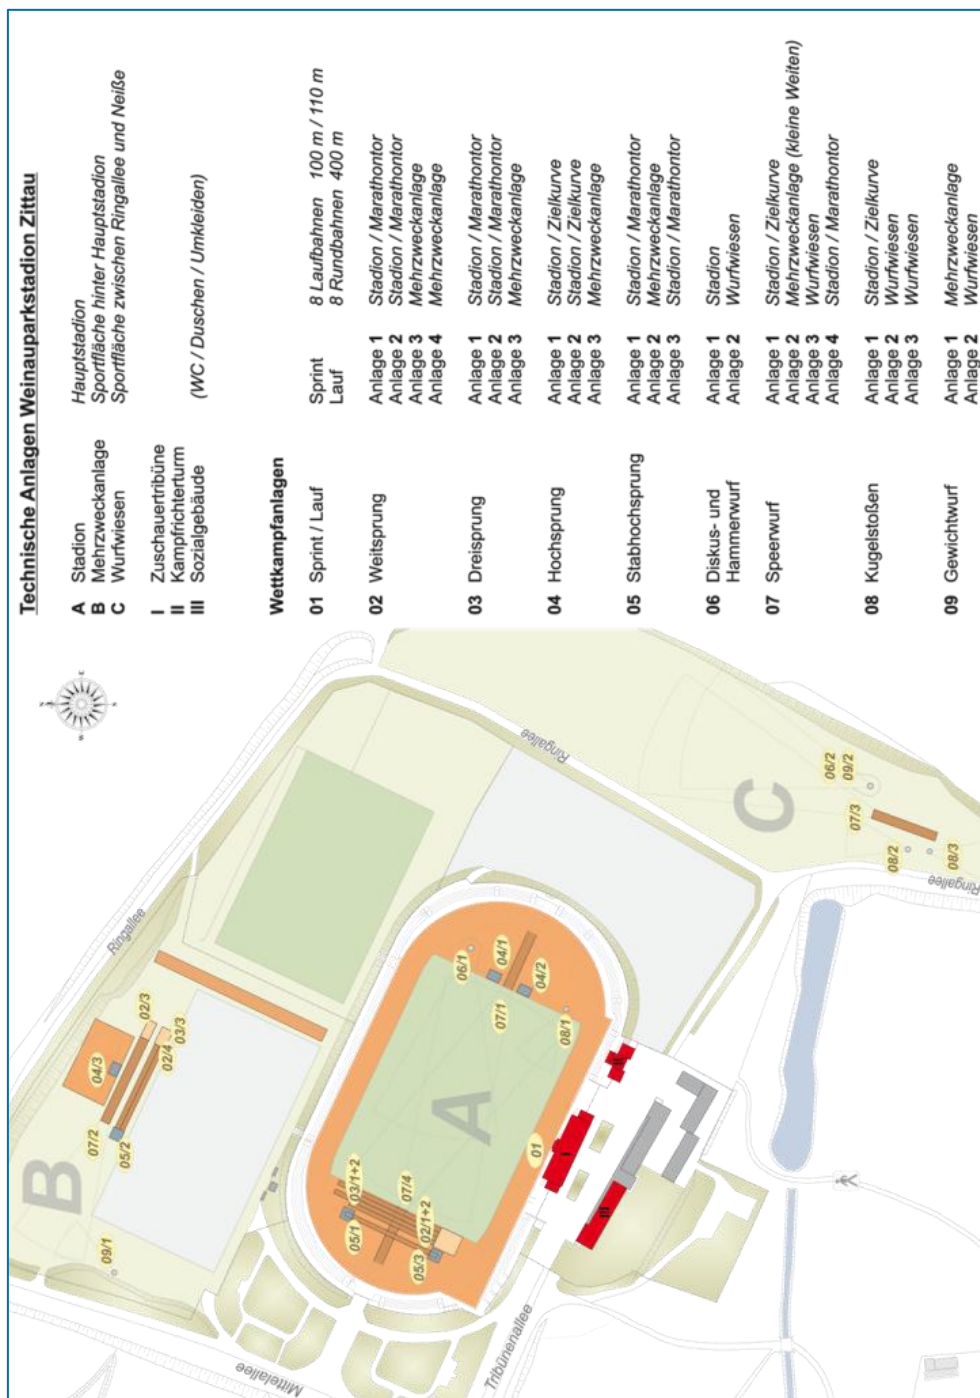 Technische Anlagen Weinauparkstadion Zittau
A Stadion Hauptstadion
B Mehrzweckanlage Sportfläche hinter Hauptstadion
C Wurfwiesen Sportfläche zwischen Ringallee und Neiße
I Zuschauertribüne
II Kampfrichterturm
III Sozialgebäude (WC / Duschen / Umkleiden)
Wettkampfanlagen
01 Sprint / Lauf Sprint 8 Laufbahnen 100 m / 110 m
Lauf 8 Rundbahnen 400 m
02 Weitsprung Anlage 1 Stadion / Marathontor
Anlage 2 Stadion / Marathontor
Anlage 3 Mehrzweckanlage
Anlage 4 Mehrzweckanlage
03 Dreisprung Anlage 1 Stadion / Marathontor
Anlage 2 Stadion / Marathontor
Anlage 3 Mehrzweckanlage
04 Hochsprung Anlage 1 Stadion / Zielkurve
Anlage 2 Stadion / Zielkurve
Anlage 3 Mehrzweckanlage
05 Stabhochsprung Anlage 1 Stadion / Marathontor
Anlage 2 Mehrzweckanlage
Anlage 3 Stadion / Marathontor
06 Diskus- und Anlage 1 Stadion
Hammerwurf Anlage 2 Wurfwiesen
07 Speerwurf Anlage 1 Stadion / Zielkurve
Anlage 2 Mehrzweckanlage (kleine Weiten)
Anlage 3 Wurfwiesen
Anlage 4 Stadion / Marathontor
08 Kugelstoßen Anlage 1 Stadion / Zielkurve
Anlage 2 Wurfwiesen
Anlage 3 Wurfwiesen
09 Gewichtwurf Anlage 1 Mehrzweckanlage
Anlage 2 Wurfwiesen
N
E
S
W
Ringallee
Ringallee
Ringallee
Mittelallee
Tribünenallee
A
B
C
I
II
III
09/1
07/2
05/2
04/3
02/3
02/4
03/3
05/1
03/1+2
07/4
02/1+2
05/3
01
06/1
04/1
07/1
04/2
08/1
06/2
09/2
07/3
08/2
08/3